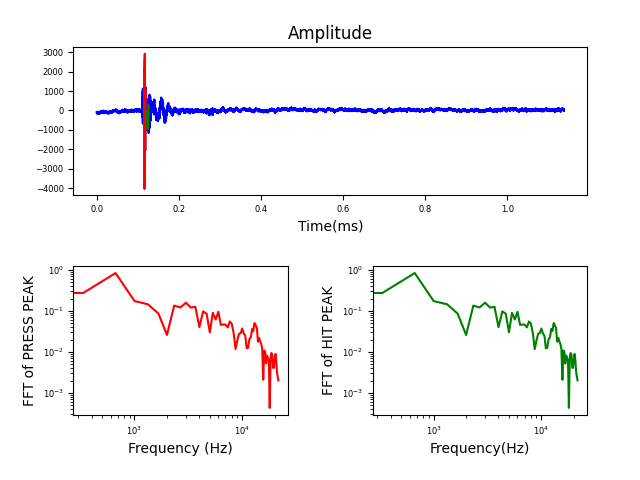 Amplitude
3000
2000
1000
0
−1000
−2000
−3000
−4000
0.0 0.2 0.4 0.6 0.8 1.0
Time(ms)
FFT of PRESS PEAK
10⁰
10⁻¹
10⁻²
10⁻³
10³ 10⁴
Frequency (Hz)
FFT of HIT PEAK
10⁰
10⁻¹
10⁻²
10⁻³
10³ 10⁴
Frequency(Hz)